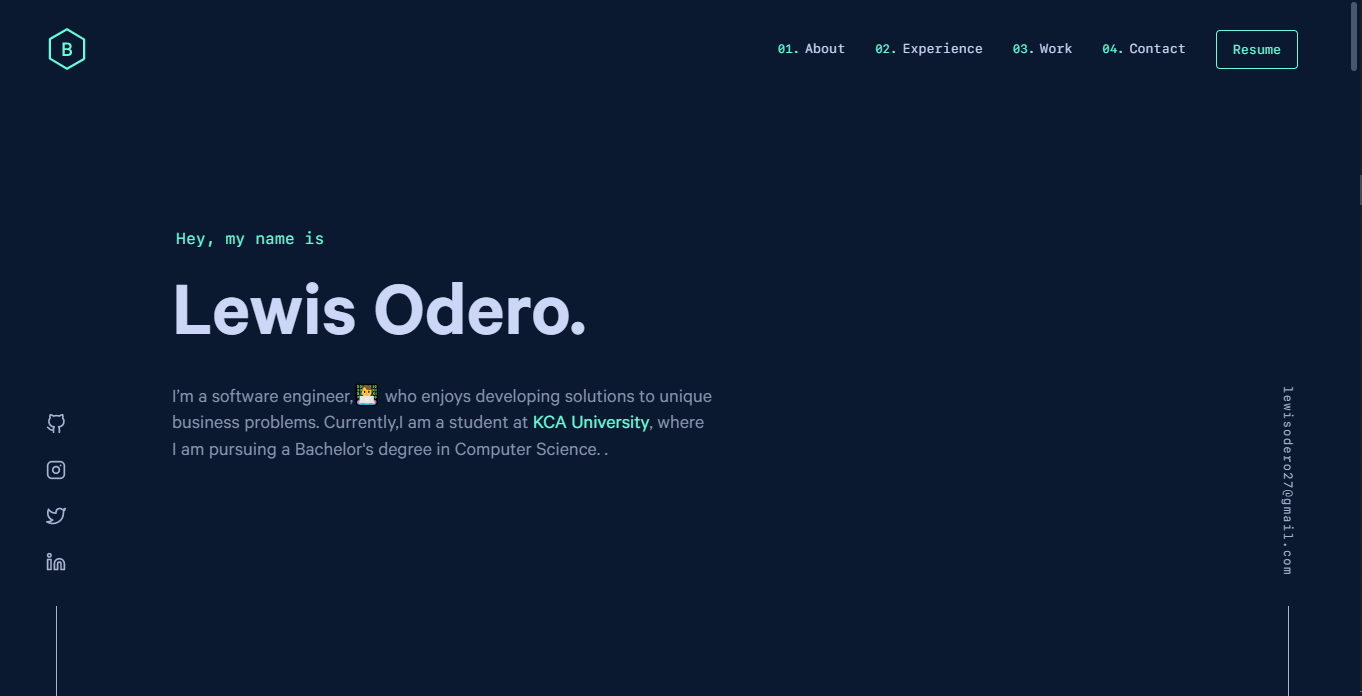 B
01. About 02. Experience 03. Work 04. Contact Resume
Hey, my name is
Lewis Odero.
I'm a software engineer,👨‍💻 who enjoys developing solutions to unique
business problems. Currently,I am a student at KCA University, where
I am pursuing a Bachelor's degree in Computer Science. .
lewisodero27@gmail.com